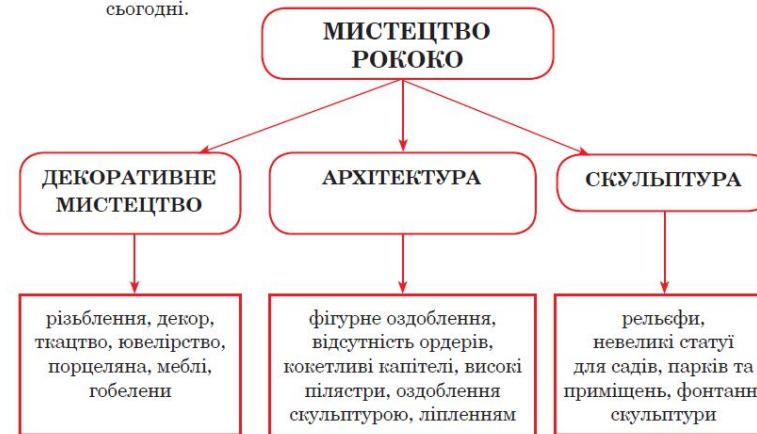 сьогодні.
МИСТЕЦТВО
РОКОКО
ДЕКОРАТИВНЕ
МИСТЕЦТВО
АРХІТЕКТУРА
СКУЛЬПТУРА
різьблення, декор,
ткацтво, ювелірство,
порцеляна, меблі,
гобелени
фігурне оздоблення,
відсутність ордерів,
кокетливі капітелі, високі
пілястри, оздоблення
скульптурою, ліпленням
рельєфи,
невеликі статуї
для садів, парків та
приміщень, фонтанн
скульптури